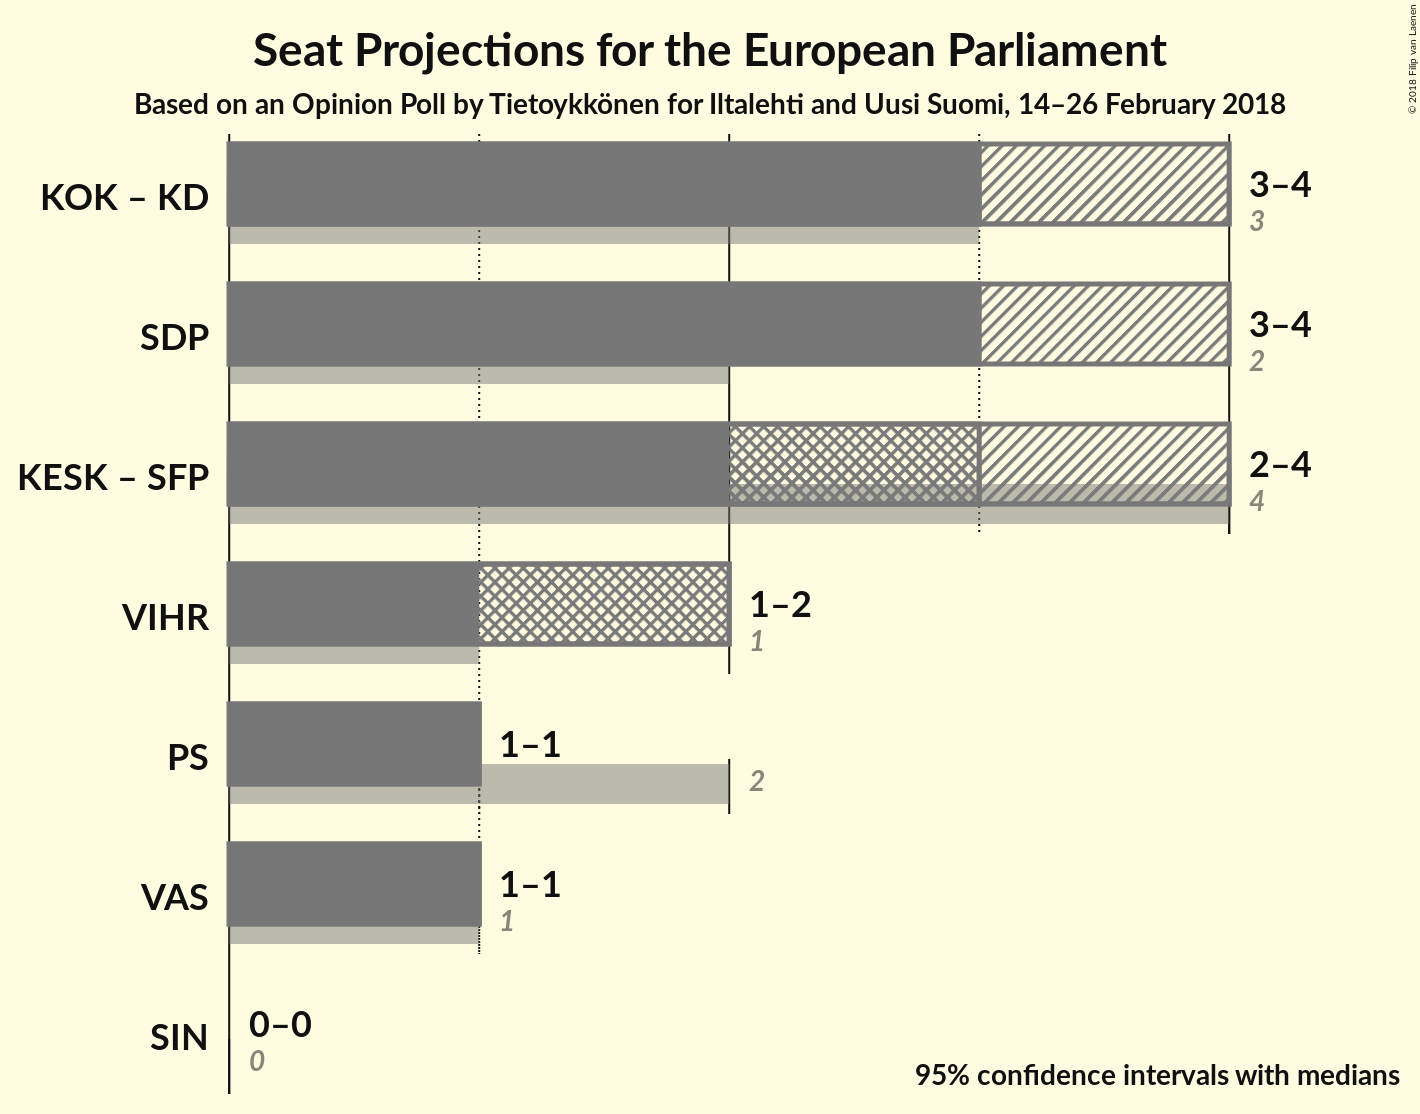 Seat Projections for the European Parliament
Based on an Opinion Poll by Tietoykkönen for Iltalehti and Uusi Suomi, 14–26 February 2018
© 2018 Filip van Laenen
KOK – KD
3–4
3
SDP
3–4
2
KESK – SFP
2–4
4
VIHR
1–2
1
PS
1–1
2
VAS
1–1
1
SIN
0–0
0
95% confidence intervals with medians